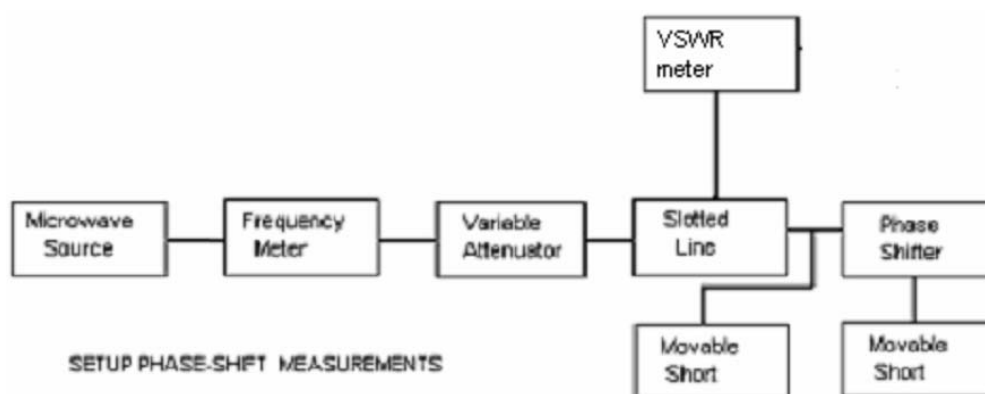 VSWR
meter
Microwave
Source
Frequency
Meter
Variable
Attenuator
Slotted
Line
Phase
Shifter
Movable
Short
Movable
Short
SETUP PHASE-SHIFT MEASUREMENTS